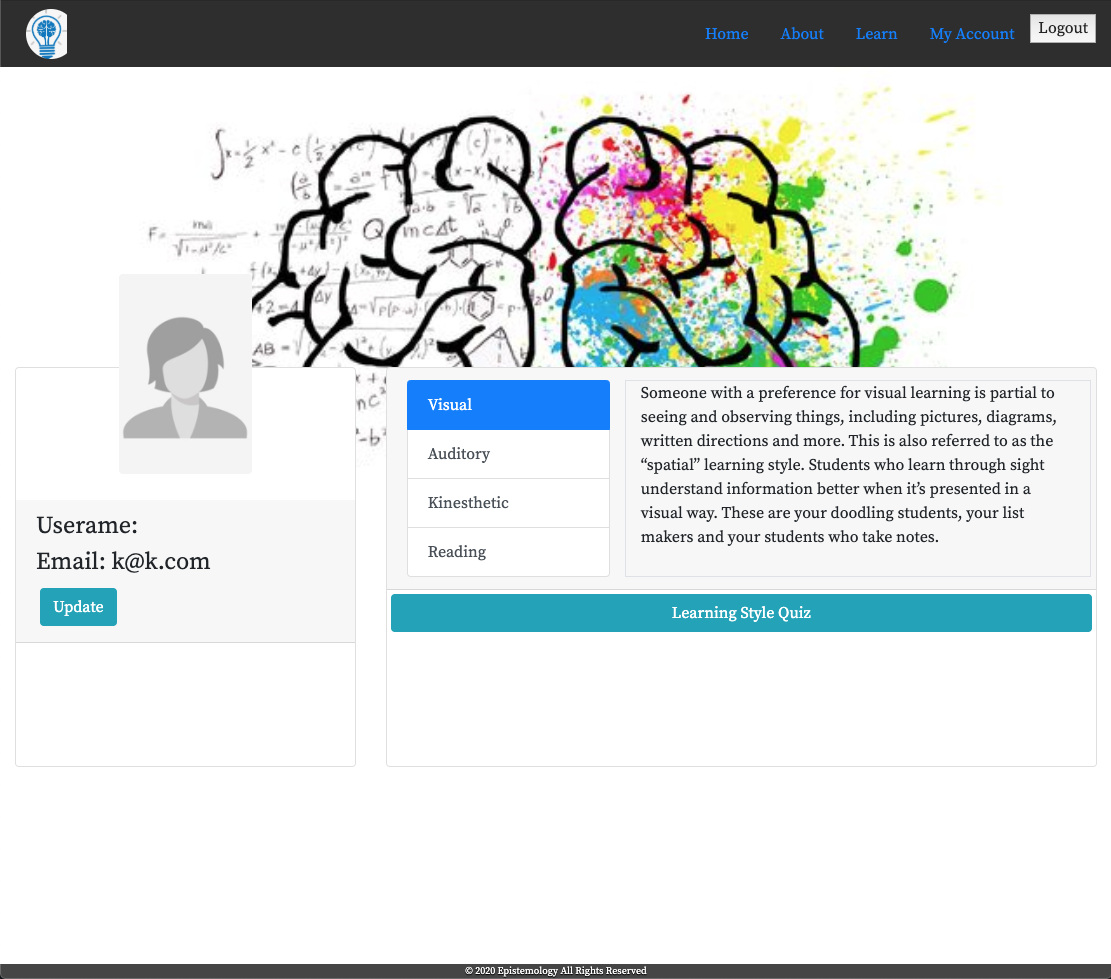 Home About Learn My Account Logout
Userame:
Email: k@k.com
Update
Visual
Auditory
Kinesthetic
Reading
Someone with a preference for visual learning is partial to
seeing and observing things, including pictures, diagrams,
written directions and more. This is also referred to as the
“spatial” learning style. Students who learn through sight
understand information better when it’s presented in a
visual way. These are your doodling students, your list
makers and your students who take notes.
Learning Style Quiz
© 2020 Epistemology All Rights Reserved